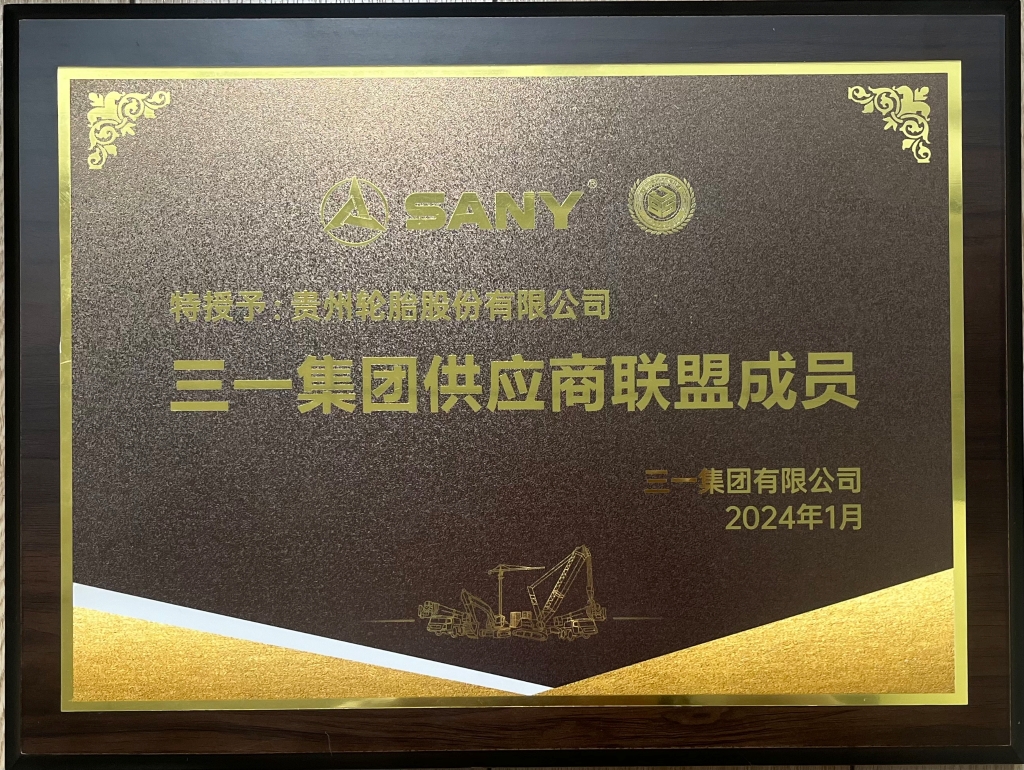 SANY®
特授予：贵州轮胎股份有限公司
三一集团供应商联盟成员
三一集团有限公司
2024年1月